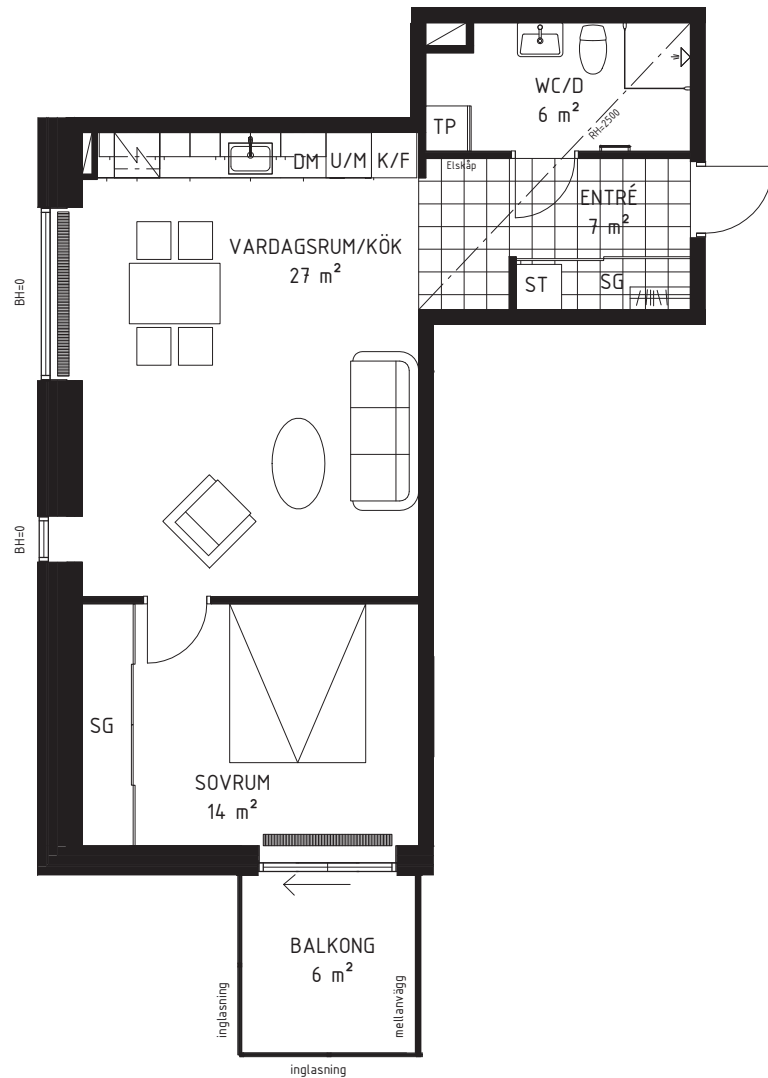 WC/D
6 m²
TP
RH=2500
Elskåp
DM U/M K/F
ENTRÉ
7 m²
VARDAGSRUM/KÖK
27 m²
ST
SG
BH=0
BH=0
SG
SOVRUM
14 m²
BALKONG
6 m²
inglasning
mellanvägg
inglasning